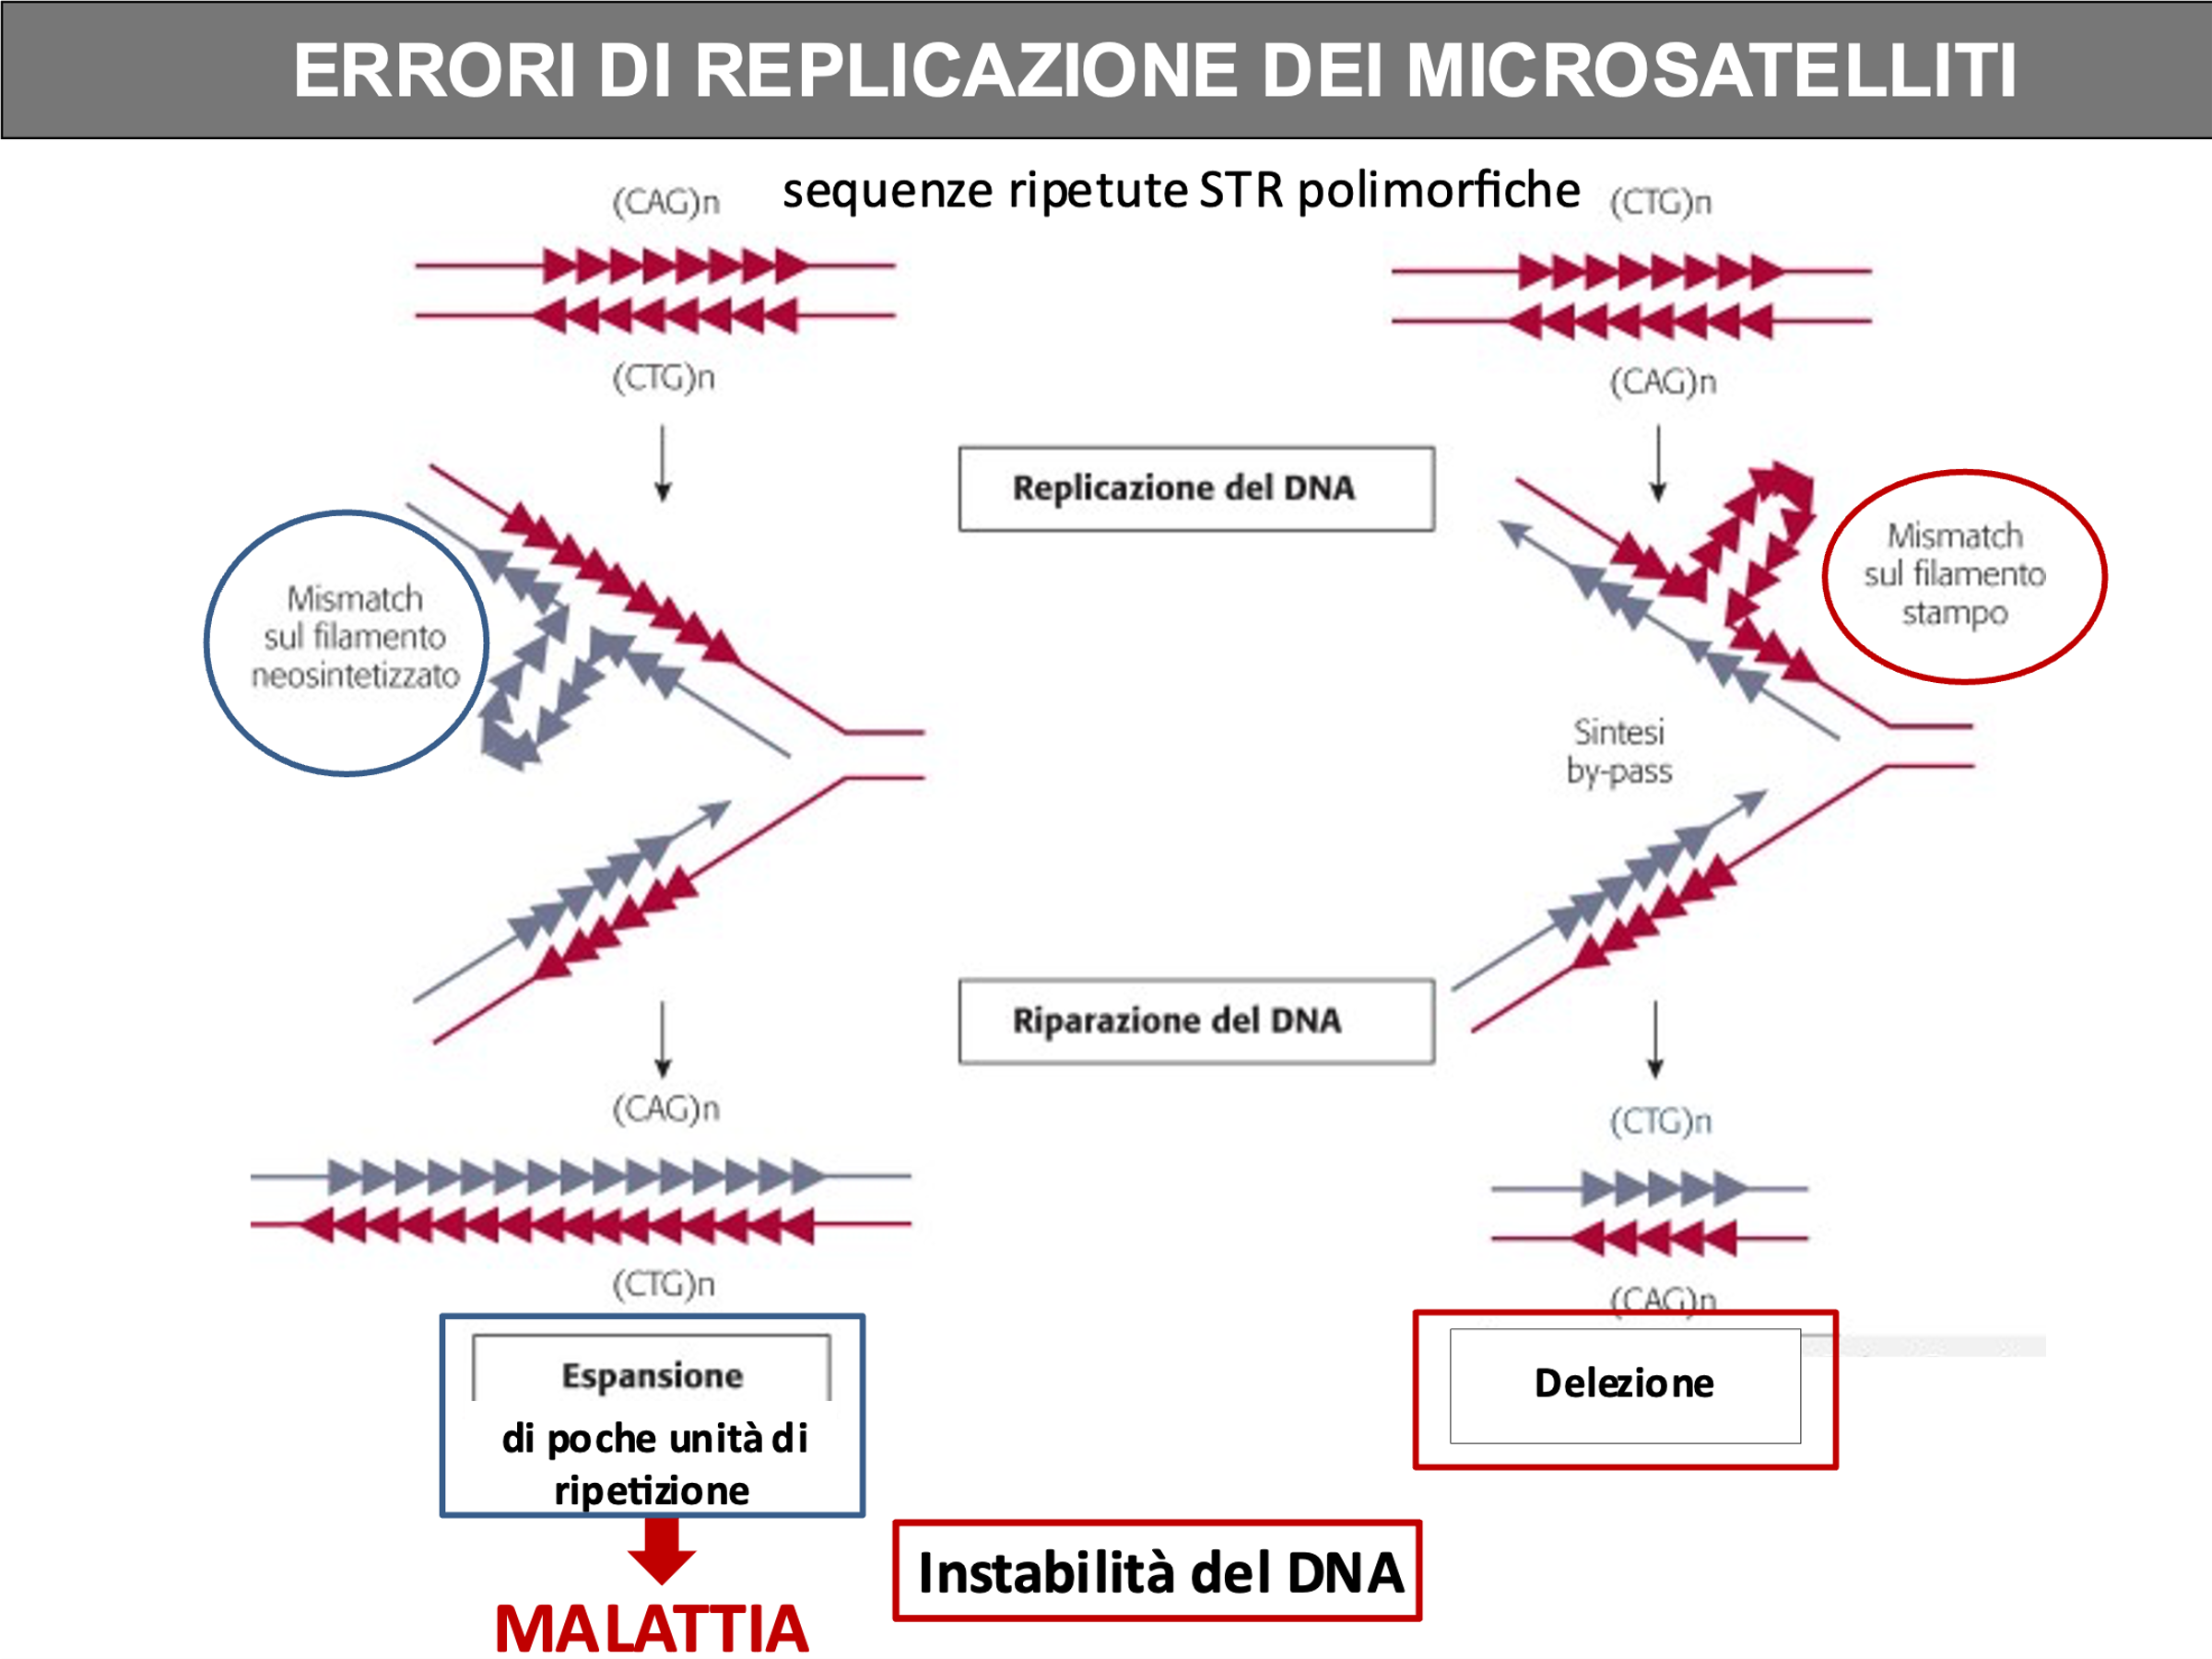 ERRORI DI REPLICAZIONE DEI MICROSATELLITI
sequenze ripetute STR polimorfiche
(CAG)n
(CTG)n
(CTG)n
(CAG)n
Replicazione del DNA
Mismatch
sul filamento
neosintetizzato
Mismatch
sul filamento
stampo
Sintesi
by-pass
Riparazione del DNA
(CAG)n
(CTG)n
(CTG)n
(CAG)n
Espansione
di poche unità di
ripetizione
Delezione
Instabilità del DNA
MALATTIA